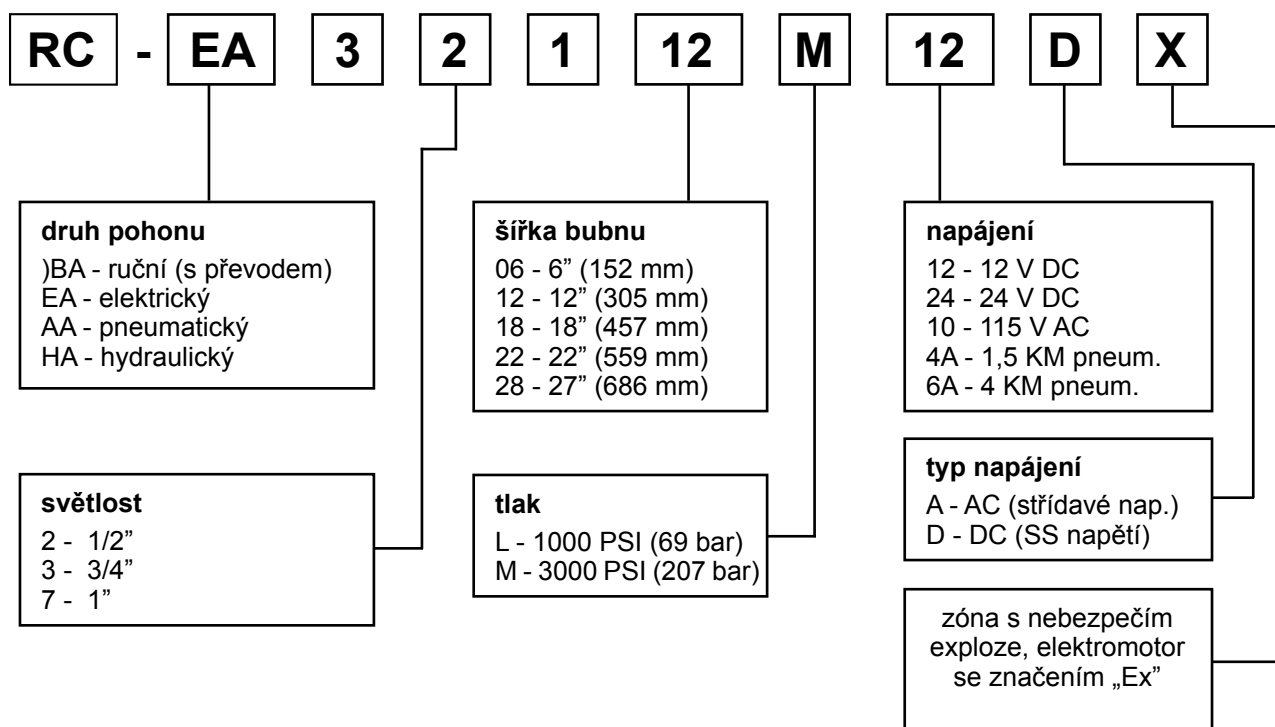 RC - EA 3 2 1 12 M 12 D X
druh pohonu
)BA - ruční (s převodem)
EA - elektrický
AA - pneumatický
HA - hydraulický
šířka bubnu
06 - 6” (152 mm)
12 - 12” (305 mm)
18 - 18” (457 mm)
22 - 22” (559 mm)
28 - 27” (686 mm)
napájení
12 - 12 V DC
24 - 24 V DC
10 - 115 V AC
4A - 1,5 KM pneum.
6A - 4 KM pneum.
světlost
2 - 1/2”
3 - 3/4”
7 - 1”
tlak
L - 1000 PSI (69 bar)
M - 3000 PSI (207 bar)
typ napájení
A - AC (střídavé nap.)
D - DC (SS napětí)
zóna s nebezpečím
exploze, elektromotor
se značením „Ex”